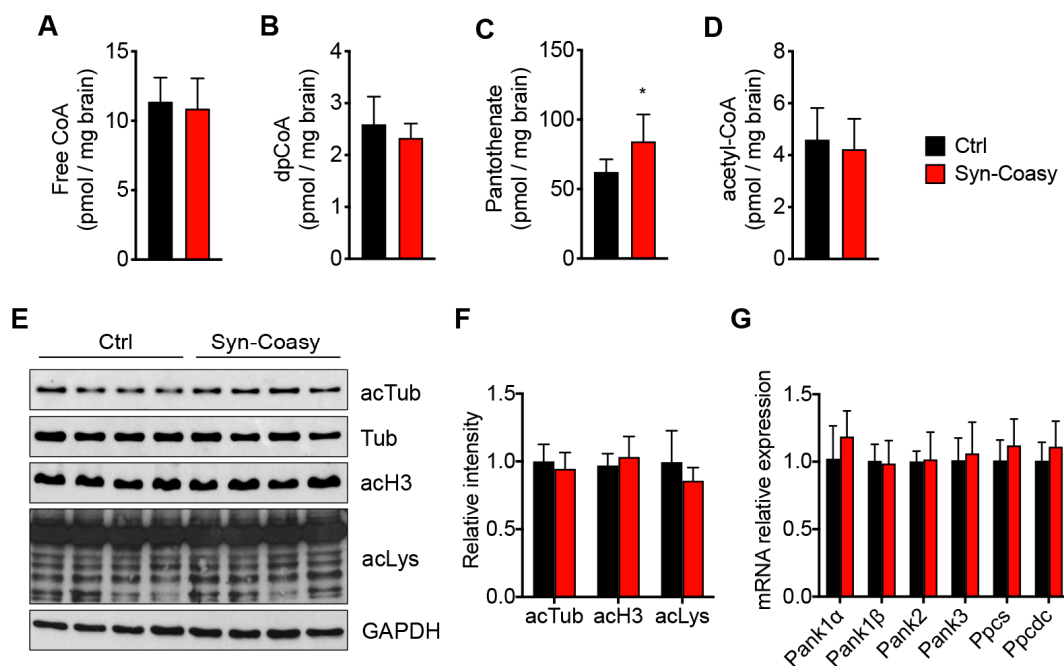 A
Free CoA
(pmol / mg brain)
15
10
5
0
B
dpCoA
(pmol / mg brain)
4
3
2
1
0
C
Pantothenate
(pmol / mg brain)
150
100
50
0
*
D
acetyl-CoA
(pmol / mg brain)
8
6
4
2
0
Ctrl
Syn-Coasy
E
Ctrl
Syn-Coasy
acTub
Tub
acH3
acLys
GAPDH
F
Relative intensity
1.5
1.0
0.5
0.0
acTub
acH3
acLys
G
mRNA relative expression
1.5
1.0
0.5
0.0
Pank1α
Pank1β
Pank2
Pank3
Ppcs
Ppcdc